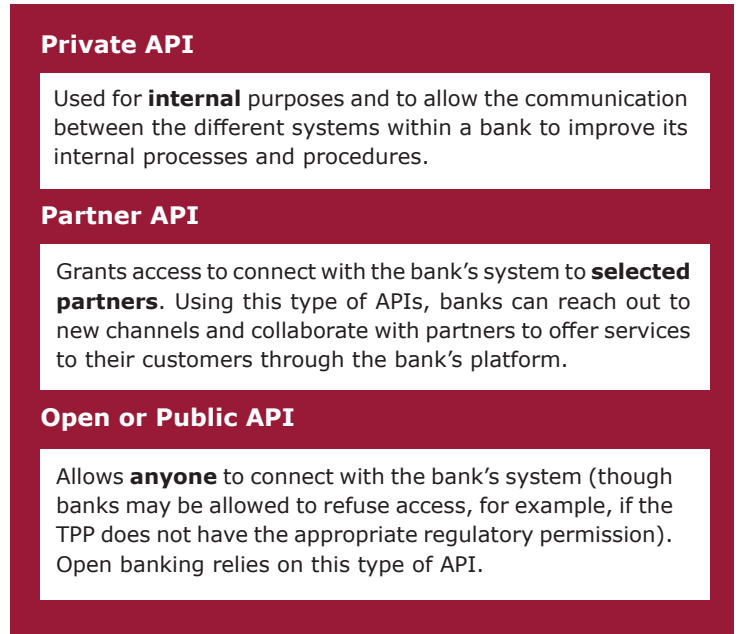 Private API
Used for internal purposes and to allow the communication
between the different systems within a bank to improve its
internal processes and procedures.
Partner API
Grants access to connect with the bank's system to selected
partners. Using this type of APIs, banks can reach out to
new channels and collaborate with partners to offer services
to their customers through the bank's platform.
Open or Public API
Allows anyone to connect with the bank's system (though
banks may be allowed to refuse access, for example, if the
TPP does not have the appropriate regulatory permission).
Open banking relies on this type of API.